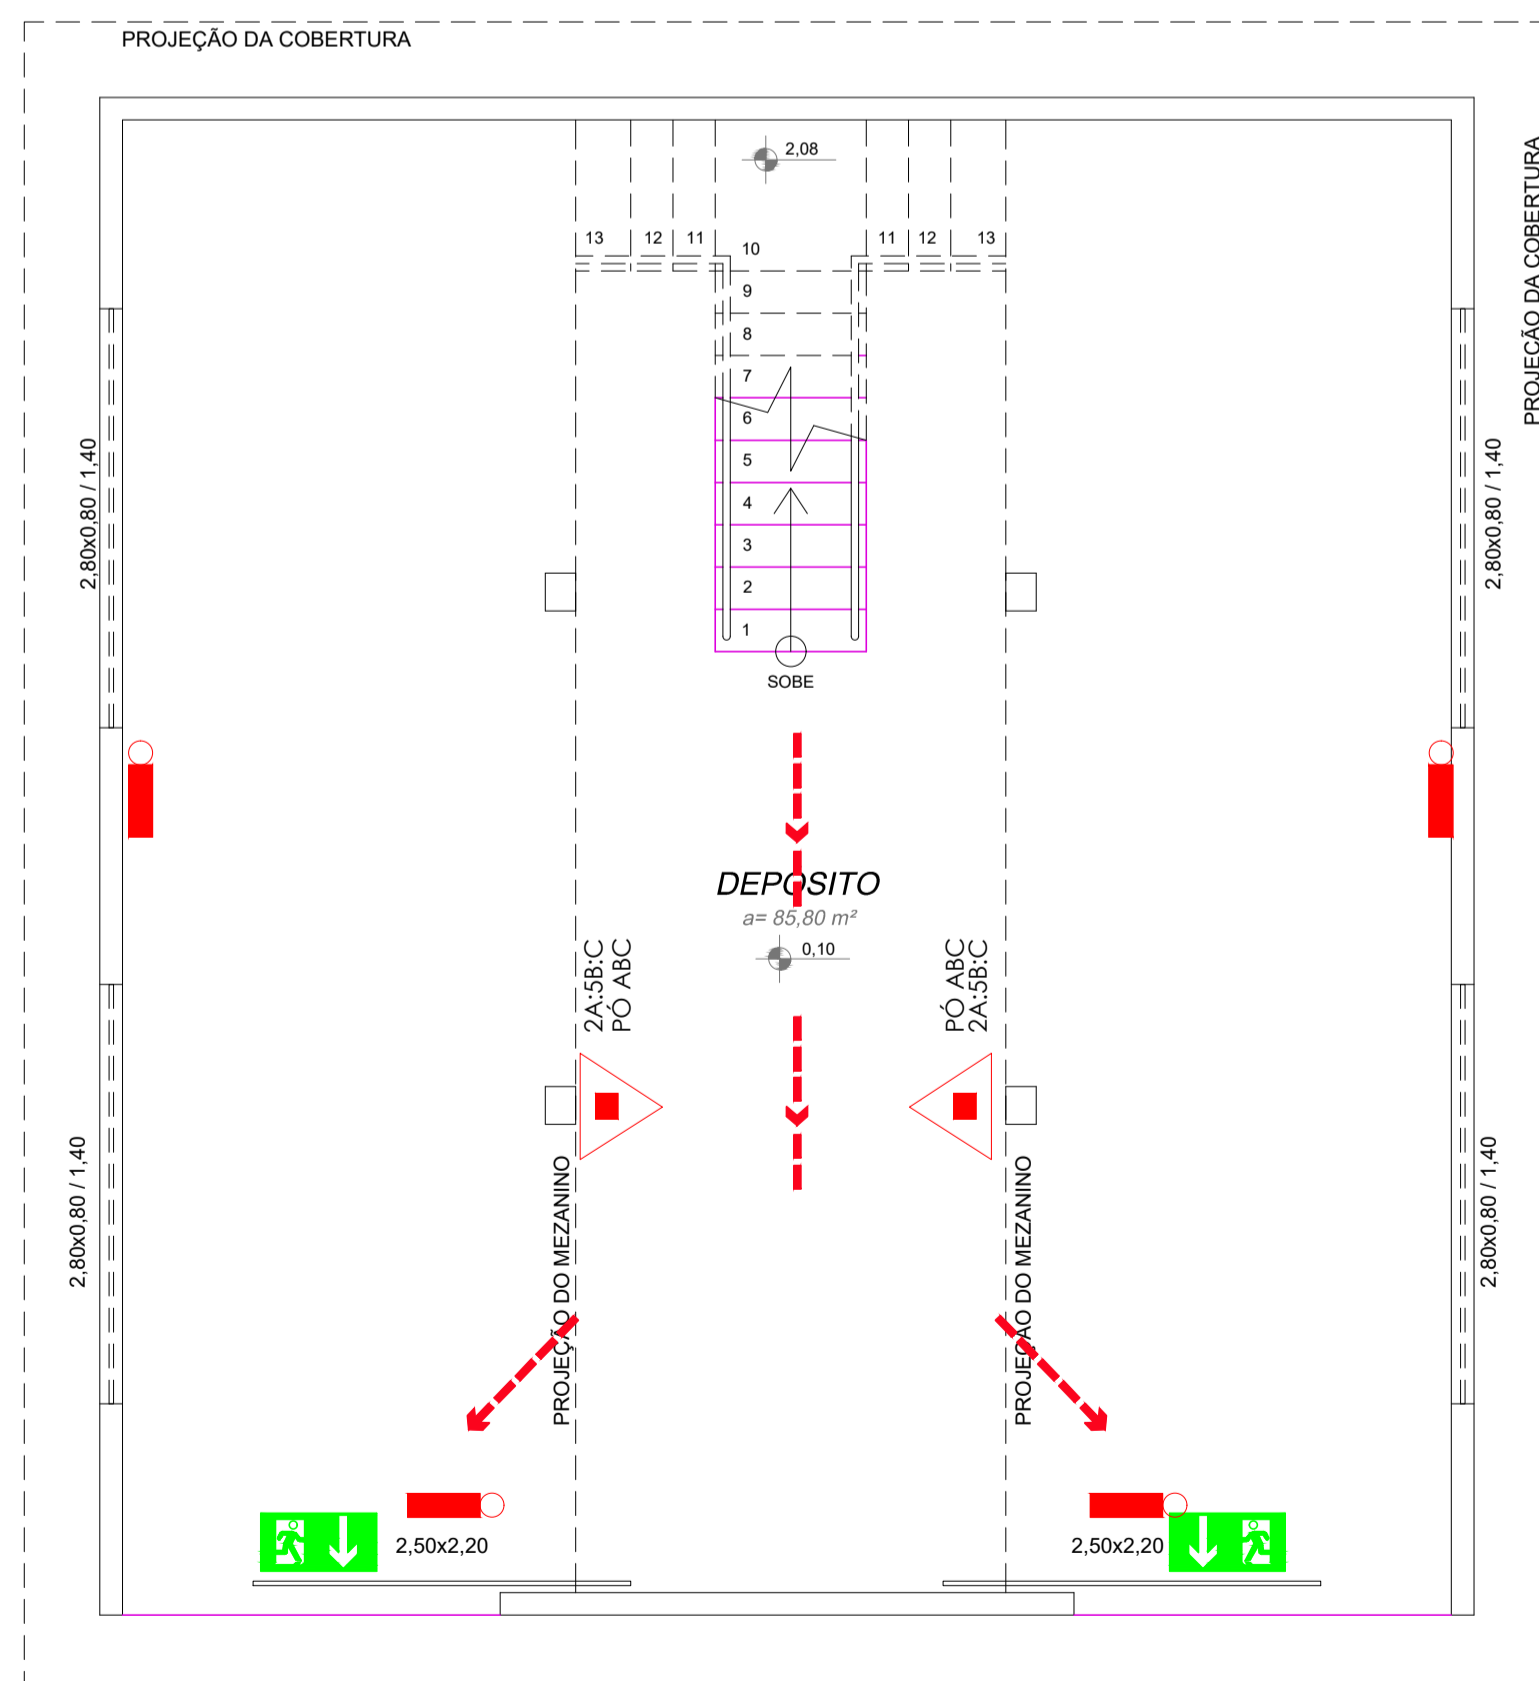 PROJEÇÃO DA COBERTURA
PROJEÇÃO DA COBERTURA
2,08
13 12 11 10 11 12 13
9
8
7
6
5
4
3
2
1
SOBE
2,80x0,80 / 1,40
2,80x0,80 / 1,40
DEPÓSITO
a= 85,80 m²
0,10
2A:5B:C
PÓ ABC
PÓ ABC
2A:5B:C
2,80x0,80 / 1,40
PROJEÇÃO DO MEZANINO
PROJEÇÃO DO MEZANINO
2,80x0,80 / 1,40
2,50x2,20
2,50x2,20